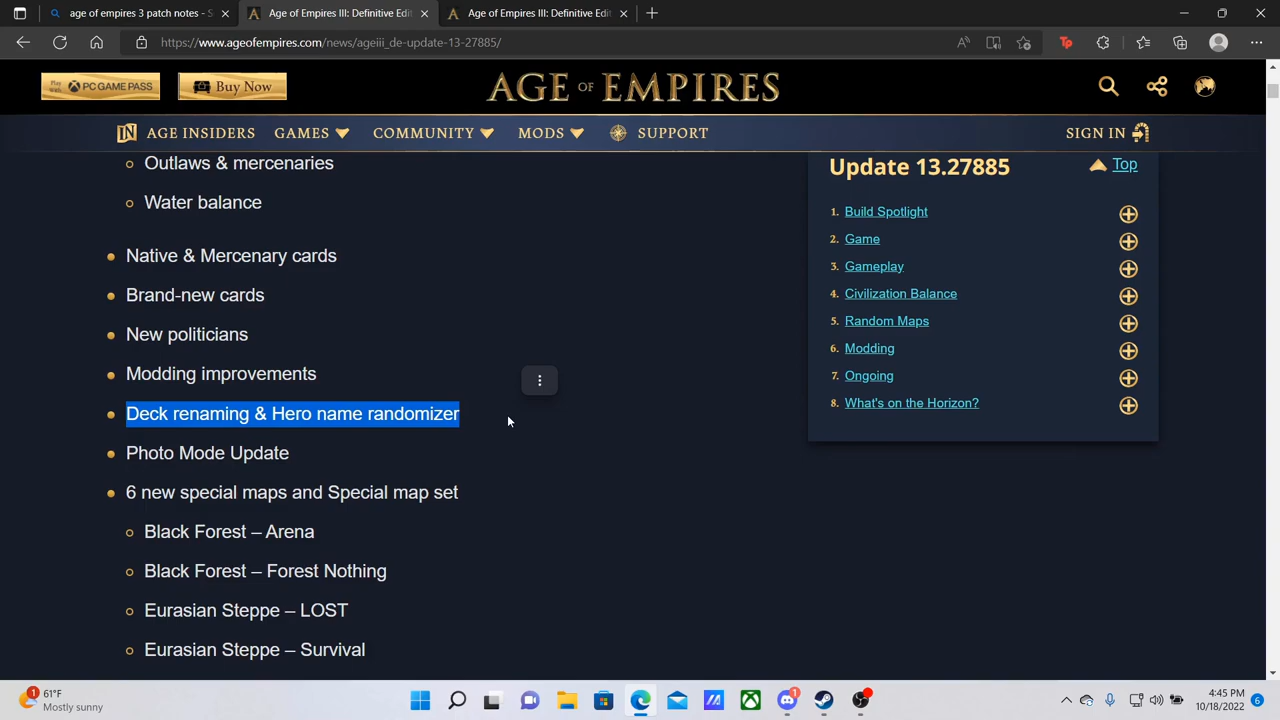 age of empires 3 patch notes - S
Age of Empires III: Definitive Edit
Age of Empires III: Definitive Edit
https://www.ageofempires.com/news/ageiii_de-update-13-27885/
PC GAME PASS
Buy Now
AGE OF EMPIRES
AGE INSIDERS
GAMES
COMMUNITY
MODS
SUPPORT
SIGN IN
Outlaws & mercenaries
Water balance
Native & Mercenary cards
Brand-new cards
New politicians
Modding improvements
Deck renaming & Hero name randomizer
Photo Mode Update
6 new special maps and Special map set
Black Forest – Arena
Black Forest – Forest Nothing
Eurasian Steppe – LOST
Eurasian Steppe – Survival
Update 13.27885
Top
1. Build Spotlight
2. Game
3. Gameplay
4. Civilization Balance
5. Random Maps
6. Modding
7. Ongoing
8. What's on the Horizon?
1
61°F
Mostly sunny
1
4:45 PM
10/18/2022
6